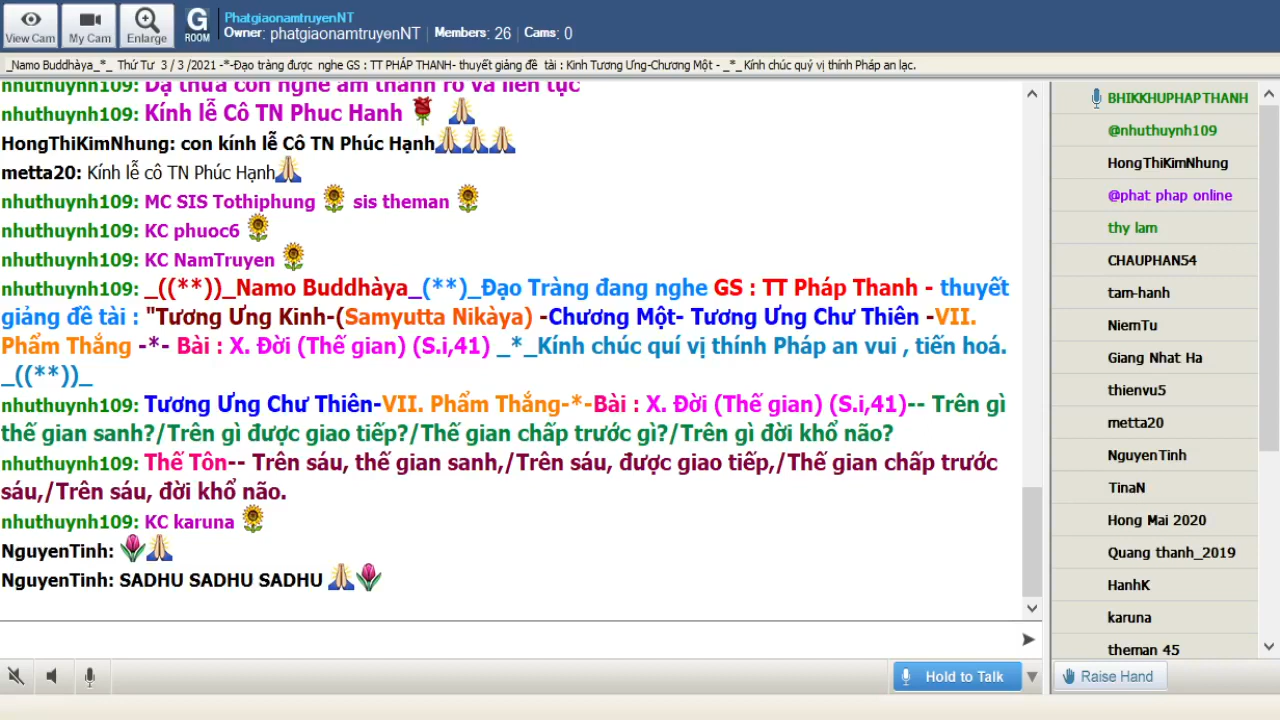 View Cam
My Cam
Enlarge
G
ROOM
PhatgiaonamtruyenNT
Owner: phatgiaonamtruyenNT | Members: 26 | Cams: 0
_Namo Buddhàya_*_ Thứ Tư 3 / 3 /2021 -*-Đạo tràng được nghe GS : TT PHÁP THANH- thuyết giảng đề tài : Kinh Tương Ưng-Chương Một - _*_ Kính chúc quý vị thính Pháp an lạc.
nhuthuynh109: Dạ thưa con nghe âm thanh rõ và liên tục
nhuthuynh109: Kính lễ Cô TN Phuc Hanh
HongThiKimNhung: con kính lễ Cô TN Phúc Hạnh
metta20: Kính lễ cô TN Phúc Hạnh
nhuthuynh109: MC SIS Tothiphung sis theman
nhuthuynh109: KC phuoc6
nhuthuynh109: KC NamTruyen
nhuthuynh109: _((**))_Namo Buddhàya_(**)_Đạo Tràng đang nghe GS : TT Pháp Thanh - thuyết
giảng đề tài : "Tương Ưng Kinh-(Samyutta Nikàya) -Chương Một- Tương Ưng Chư Thiên -VII.
Phẩm Thắng -*- Bài : X. Đời (Thế gian) (S.i,41) _*_Kính chúc quí vị thính Pháp an vui , tiến hoá.
_((**))_
nhuthuynh109: Tương Ưng Chư Thiên-VII. Phẩm Thắng-*-Bài : X. Đời (Thế gian) (S.i,41)-- Trên gì
thế gian sanh?/Trên gì được giao tiếp?/Thế gian chấp trước gì?/Trên gì đời khổ não?
nhuthuynh109: Thế Tôn-- Trên sáu, thế gian sanh,/Trên sáu, được giao tiếp,/Thế gian chấp trước
sáu,/Trên sáu, đời khổ não.
nhuthuynh109: KC karuna
NguyenTinh:
NguyenTinh: SADHU SADHU SADHU
BHIKKHUPHAPTHANH
@nhuthuynh109
HongThiKimNhung
@phat phap online
thy lam
CHAUPHAN54
tam-hanh
NiemTu
Giang Nhat Ha
thienvu5
metta20
NguyenTinh
TinaN
Hong Mai 2020
Quang thanh_2019
HanhK
karuna
theman 45
Hold to Talk
Raise Hand